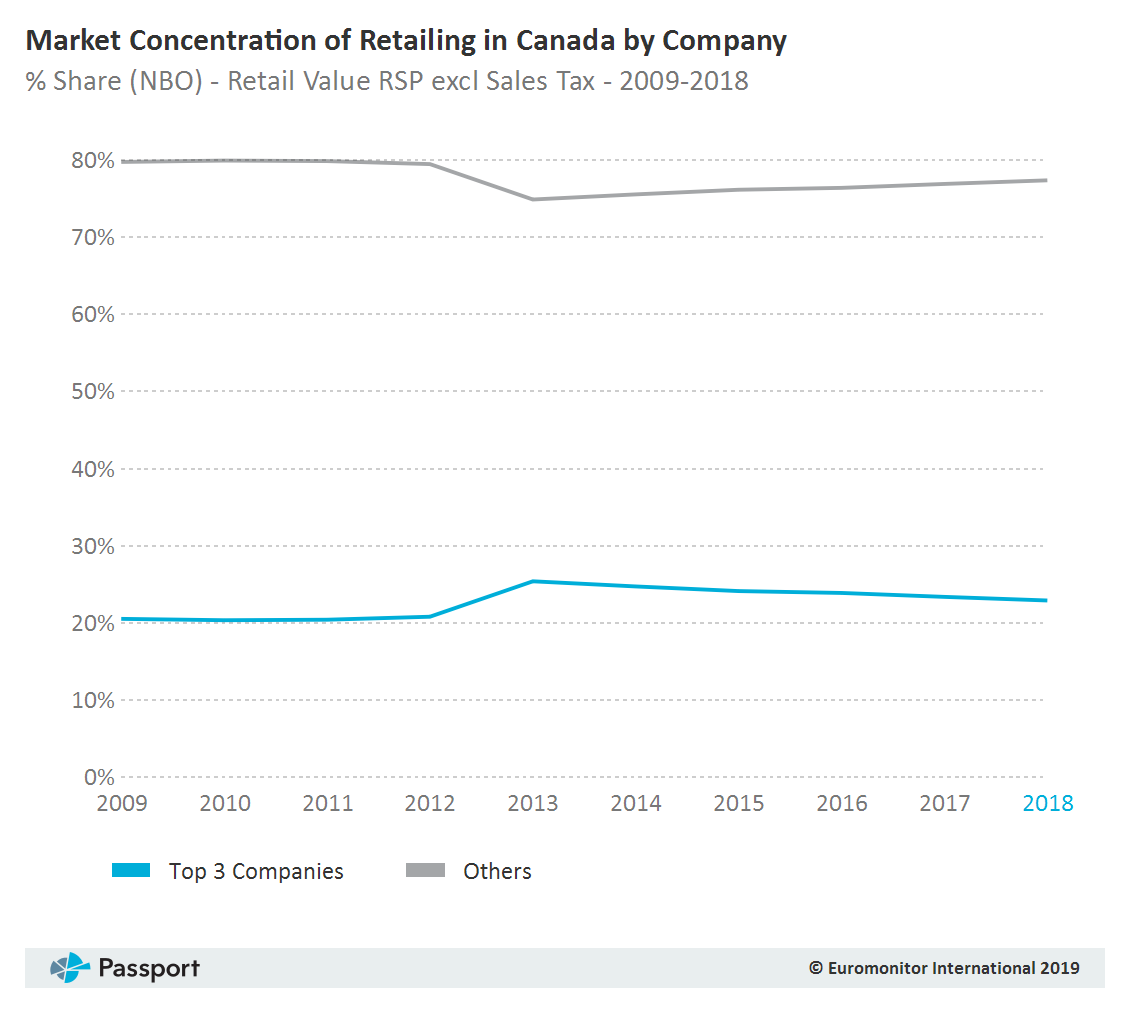 Market Concentration of Retailing in Canada by Company
% Share (NBO) - Retail Value RSP excl Sales Tax - 2009-2018
80%
70%
60%
50%
40%
30%
20%
10%
0%
2009 2010 2011 2012 2013 2014 2015 2016 2017 2018
Top 3 Companies Others
Passport © Euromonitor International 2019